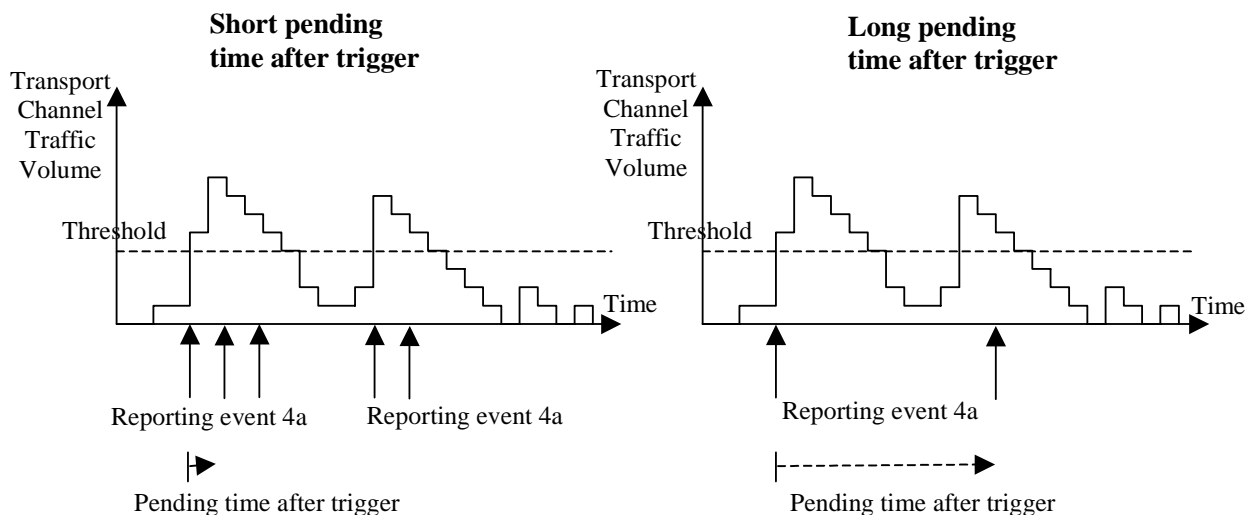 Short pending
time after trigger
Transport
Channel
Traffic
Volume
Threshold
Time
Reporting event 4a
Reporting event 4a
Pending time after trigger
Long pending
time after trigger
Transport
Channel
Traffic
Volume
Threshold
Time
Reporting event 4a
Pending time after trigger